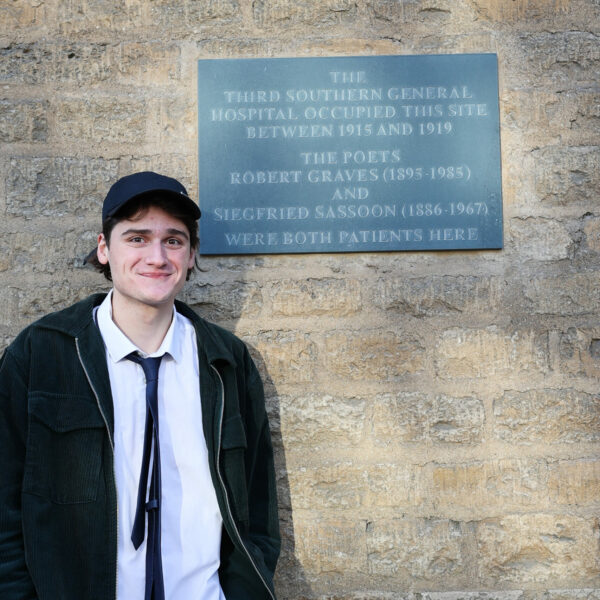 THE
THIRD SOUTHERN GENERAL
HOSPITAL OCCUPIED THIS SITE
BETWEEN 1915 AND 1919
THE POETS
ROBERT GRAVES (1895-1985)
AND
SIEGFRIED SASSOON (1886-1967)
WERE BOTH PATIENTS HERE